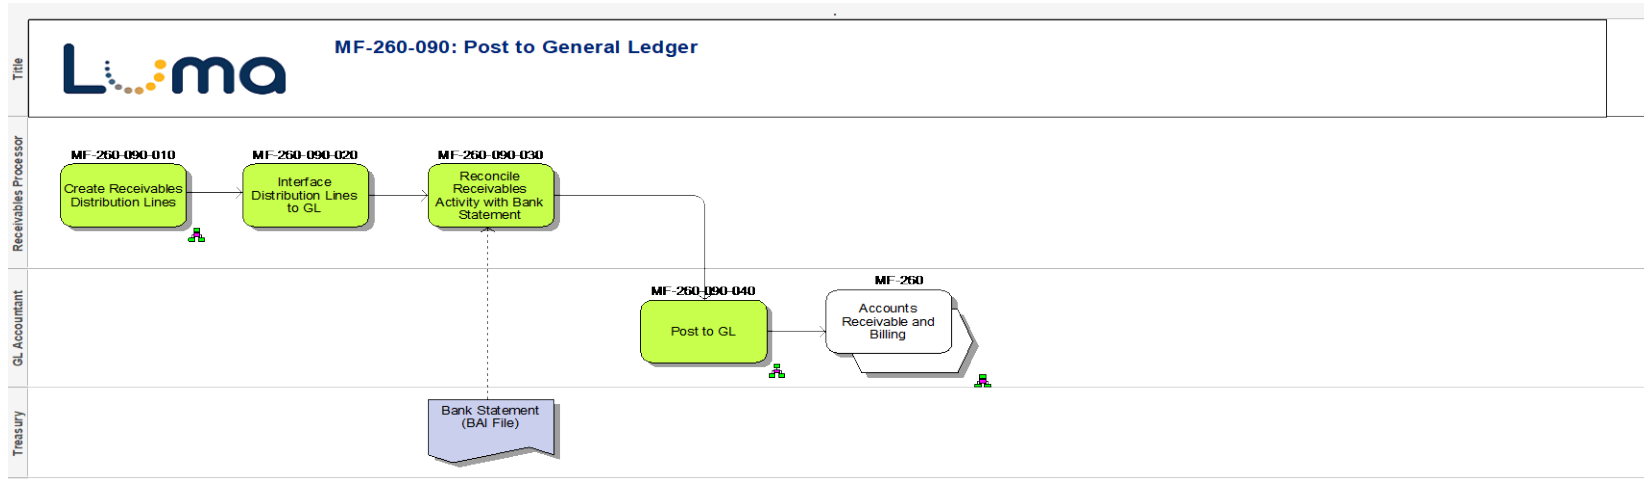 Title
Luma
MF-260-090: Post to General Ledger
Receivables Processor
MF-260-090-010
Create Receivables
Distribution Lines
MF-260-090-020
Interface
Distribution Lines
to GL
MF-260-090-030
Reconcile
Receivables
Activity with Bank
Statement
GL Accountant
MF-260-090-040
Post to GL
MF-260
Accounts
Receivable and
Billing
Treasury
Bank Statement
(BAI File)